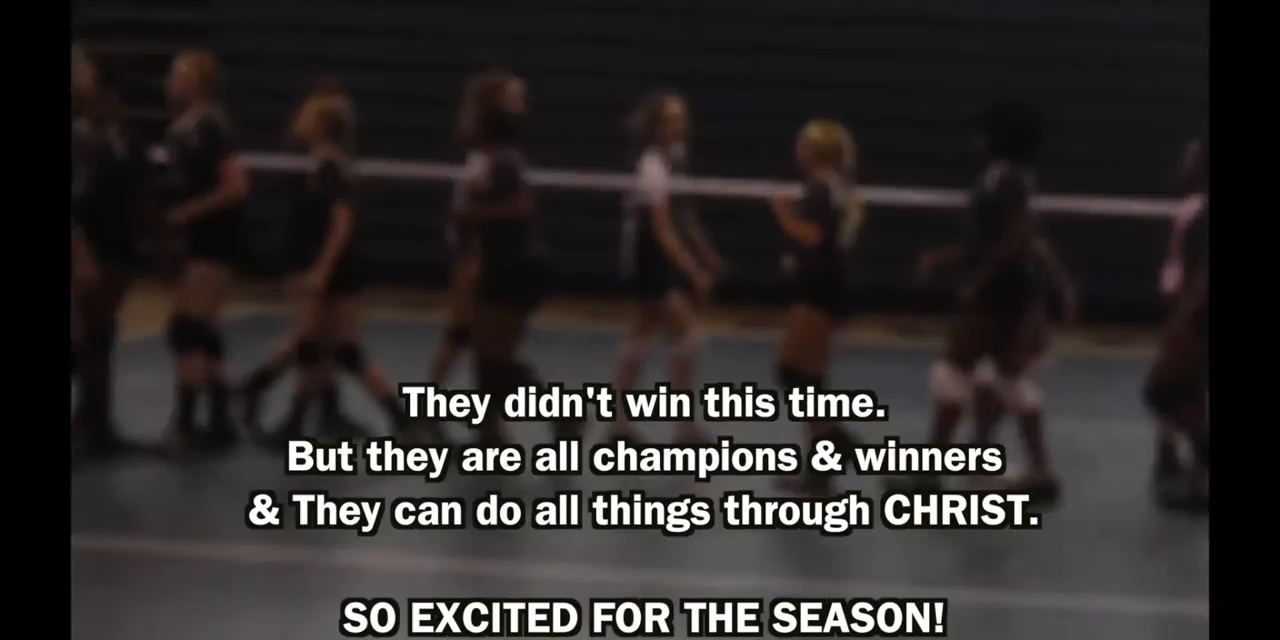 They didn't win this time.
But they are all champions & winners
& They can do all things through CHRIST.
SO EXCITED FOR THE SEASON!